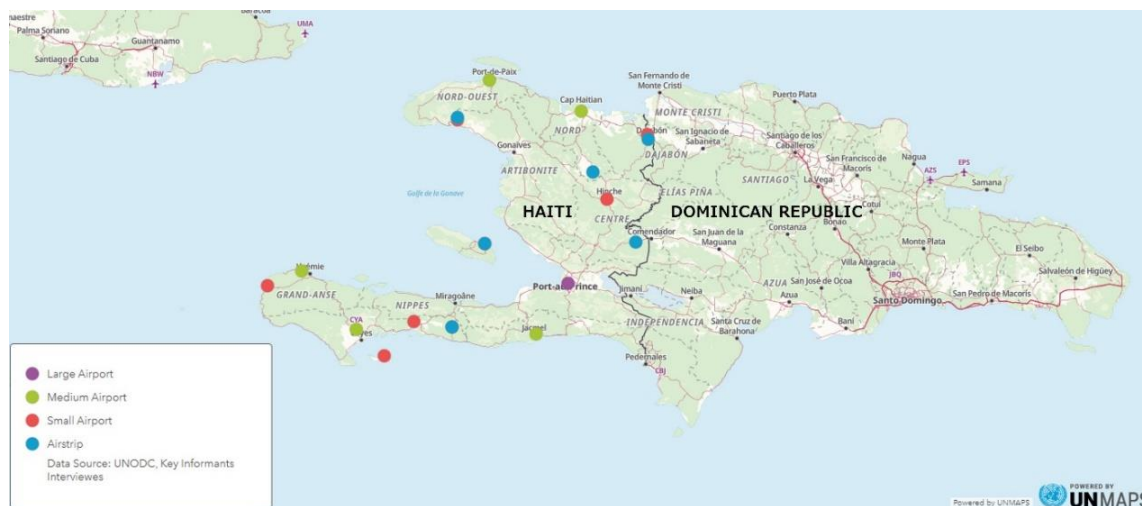 Baracoa
UMA
Palma Soriano
Guantanamo
Santiago de Cuba
NBW
Port-de-Paix
NORD-OUEST
Cap Haitian
San Fernando de
Monte Cristi
MONTE CRISTI
Puerto Plata
NORD
San Ignacio de
Sabaneta
Santiago de los
Caballeros
Gonaives
DAJABÓN
San Francisco de
Macorís
Nagua
EPS
AZS
ARTIBONITE
Samana
Golfe de la Gonave
ELÍAS PIÑA
SANTIAGO
La Vega
Cotuí
Hinche
HAITI
DOMINICAN REPUBLIC
CENTRE
Comendador
San Juan de la
Maguana
Constanza
Bonao
Monte Plata
El Seibo
Villa Altagracia
Salvaleón de Higüey
JBQ
Jérémie
GRAND-ANSE
NIPPES
Miragoâne
Port-au-Prince
Jimani
Neiba
AZUA
San José de Ocoa
Azua
Santo Domingo
San Pedro de Macorís
CYA
Jacmel
INDEPENDENCIA
Santa Cruz de
Barahona
Baní
Pedernales
CBJ
Large Airport
Medium Airport
Small Airport
Airstrip
Data Source: UNODC, Key Informants
Interviewes
Powered by UNMAPS
POWERED BY
UN MAPS